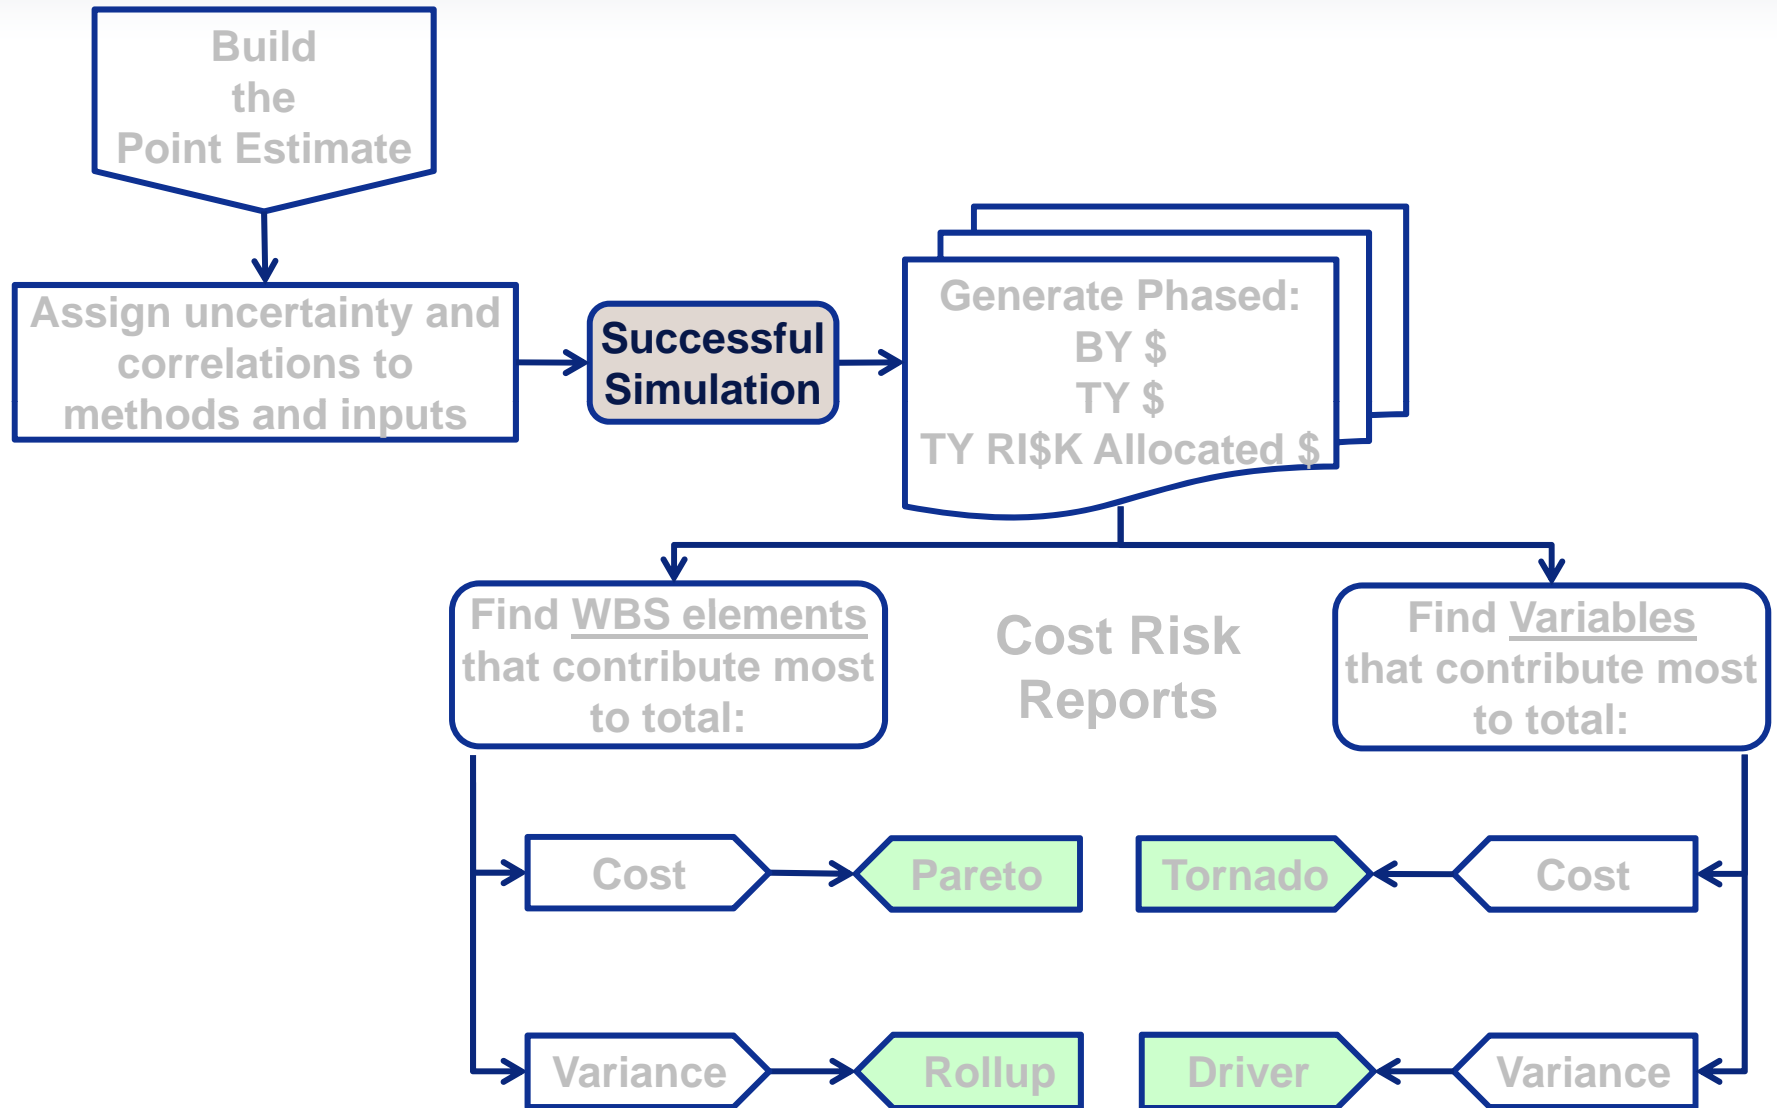 Build
the
Point Estimate
Assign uncertainty and
correlations to
methods and inputs
Successful
Simulation
Generate Phased:
BY $
TY $
TY RI$K Allocated $
Find WBS elements
that contribute most
to total:
Cost Risk
Reports
Find Variables
that contribute most
to total:
Cost
Pareto
Tornado
Cost
Variance
Rollup
Driver
Variance